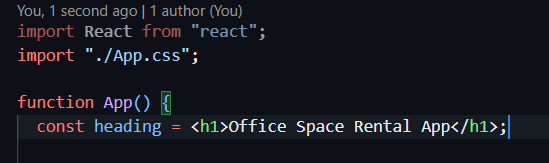 You, 1 second ago | 1 author (You)
import React from "react";
import "./App.css";
function App() {
const heading = <h1>Office Space Rental App</h1>;